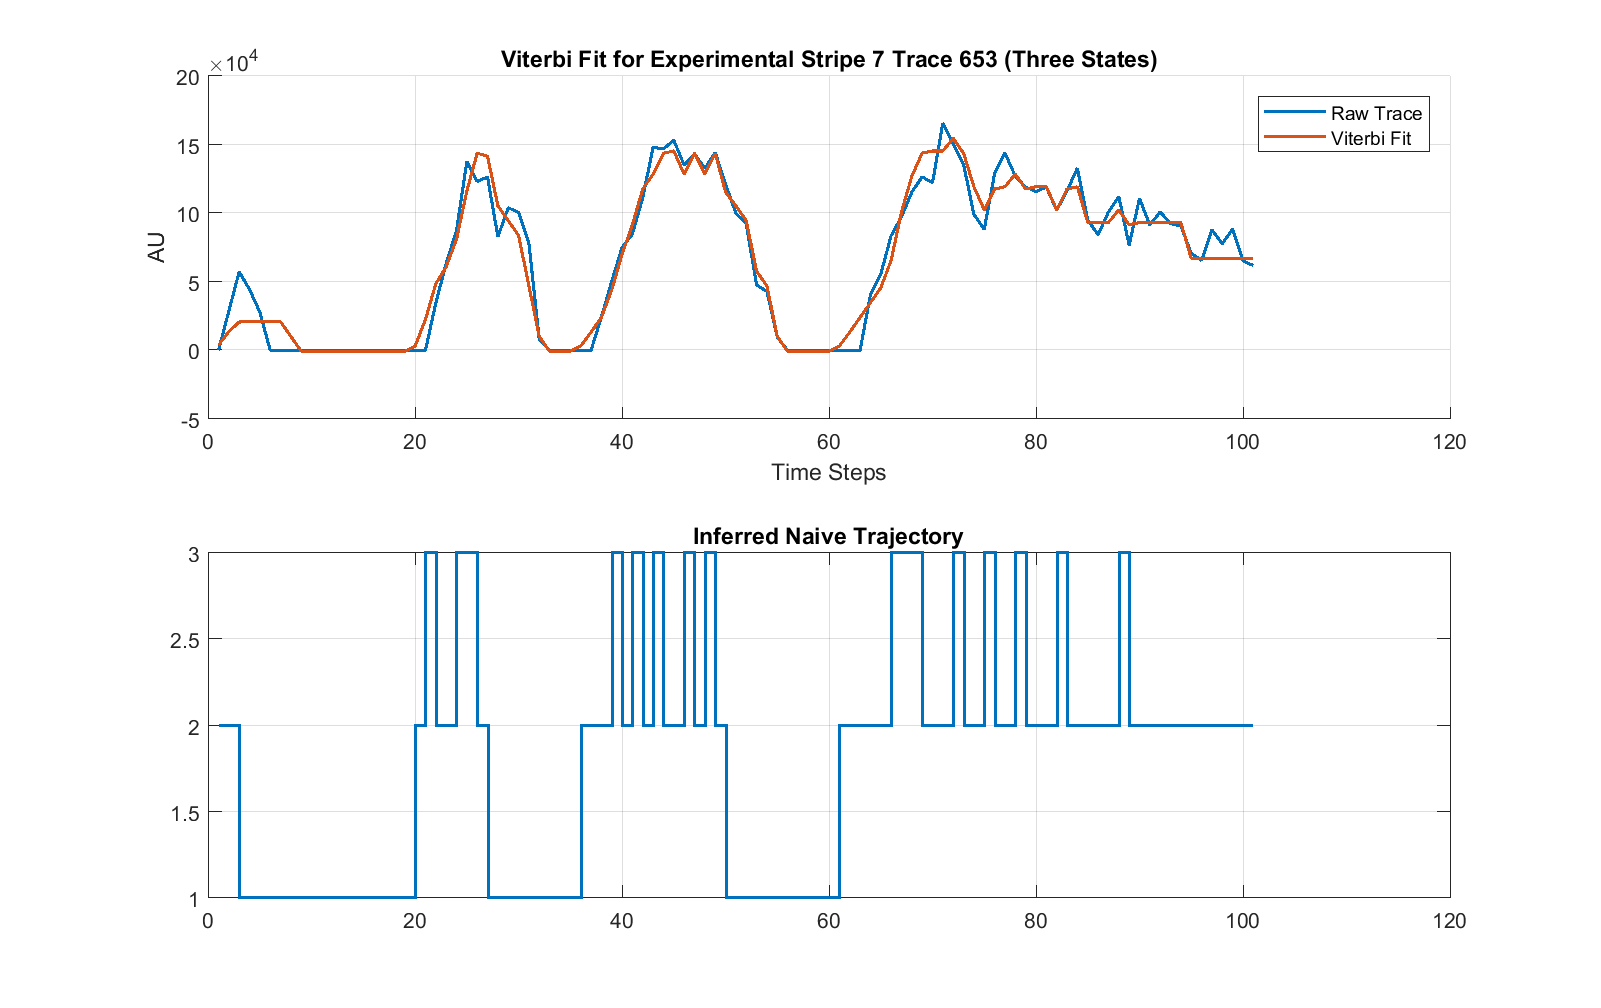 Viterbi Fit for Experimental Stripe 7 Trace 653 (Three States)
×10^4
20
15
10
5
0
-5
AU
0 20 40 60 80 100 120
Time Steps
Raw Trace
Viterbi Fit
Inferred Naive Trajectory
3
2.5
2
1.5
1
0 20 40 60 80 100 120